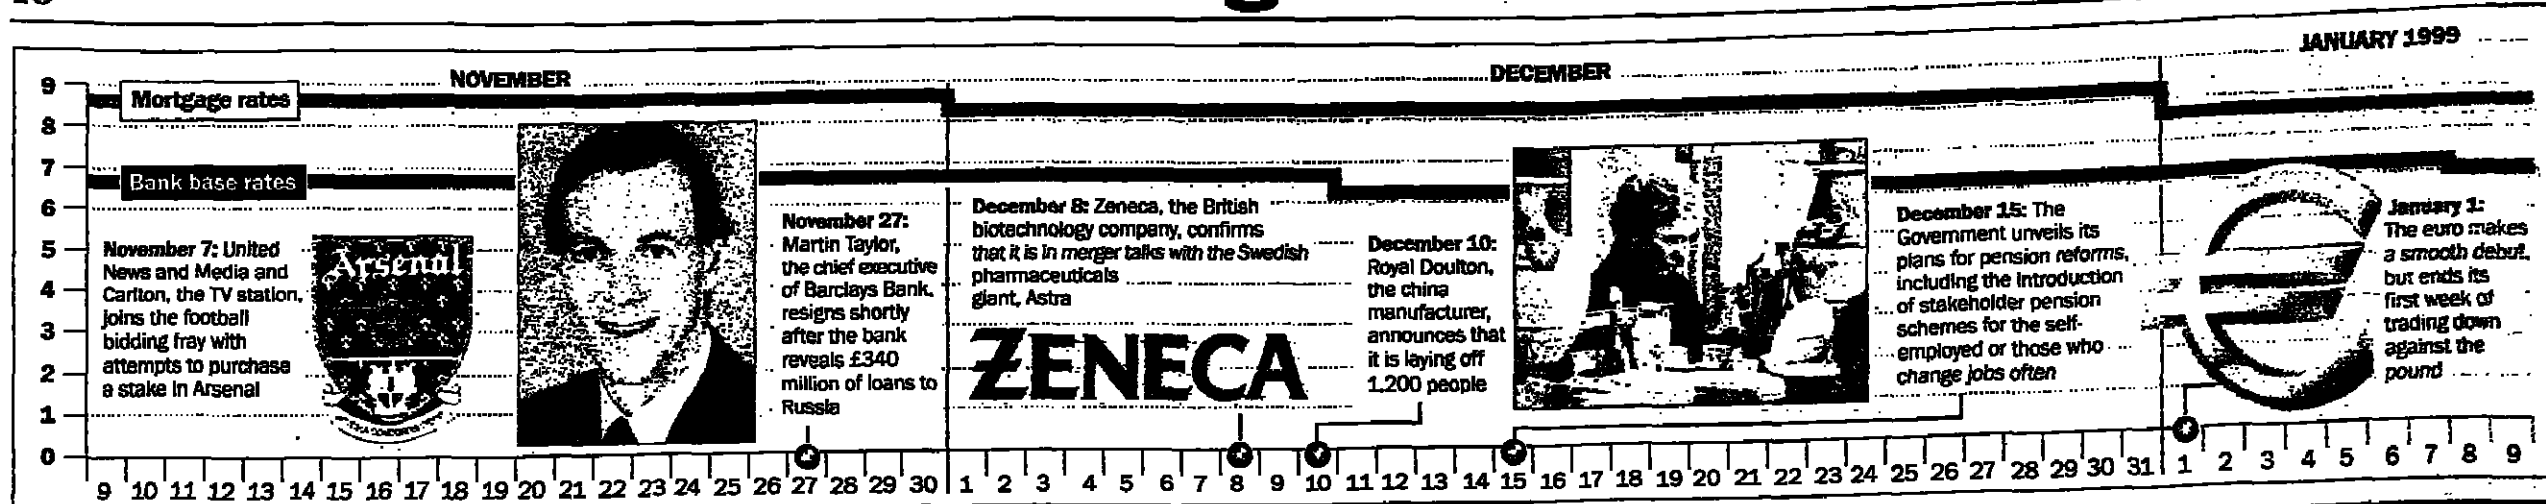 JANUARY 1999
NOVEMBER
DECEMBER
9
8
7
6
5
4
3
2
1
0
Mortgage rates
Bank base rates
November 7: United
News and Media and
Carlton, the TV station,
joins the football
bidding fray with
attempts to purchase
a stake in Arsenal
Arsenal
November 27:
Martin Taylor,
the chief executive
of Barclays Bank,
resigns shortly
after the bank
reveals £340
million of loans to
Russia
December 8: Zeneca, the British
biotechnology company, confirms
that it is in merger talks with the Swedish
pharmaceuticals
giant, Astra
ZENECA
December 10:
Royal Doulton,
the china
manufacturer,
announces that
it is laying off
1,200 people
December 15: The
Government unveils its
plans for pension reforms,
including the introduction
of stakeholder pension
schemes for the self-
employed or those who
change jobs often
January 1:
The euro makes
a smooth debut,
but ends its
first week of
trading down
against the
pound
9 10 11 12 13 14 15 16 17 18 19 20 21 22 23 24 25 26 27 28 29 30 1 2 3 4 5 6 7 8 9 10 11 12 13 14 15 16 17 18 19 20 21 22 23 24 25 26 27 28 29 30 31 1 2 3 4 5 6 7 8 9